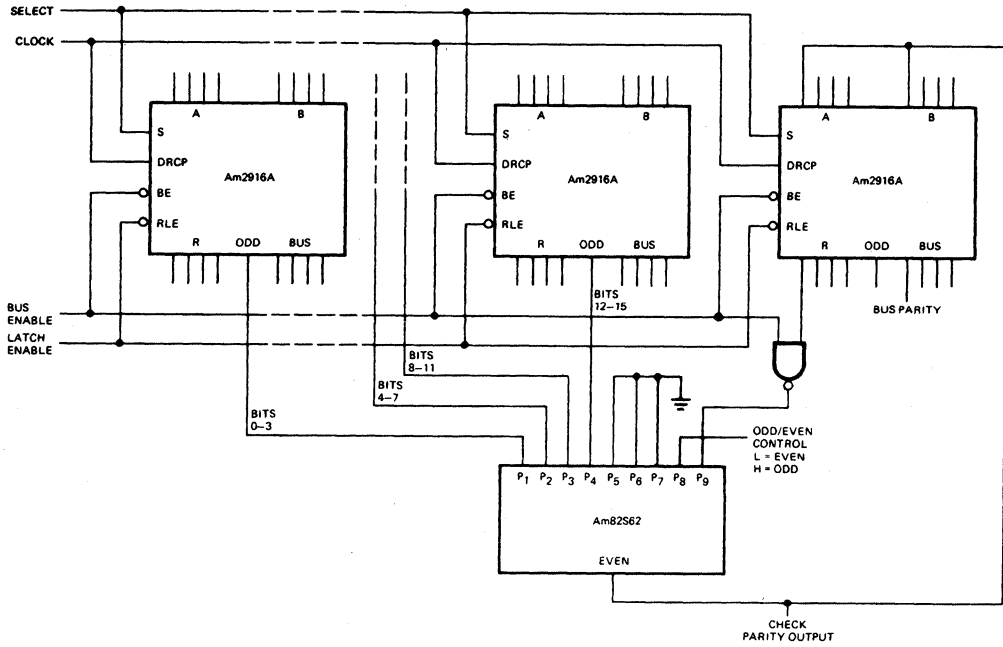 SELECT
CLOCK
A B
S
DRCP
Am2916A
BE
RLE
R ODD BUS
A B
S
DRCP
Am2916A
BE
RLE
R ODD BUS
A B
S
DRCP
Am2916A
BE
RLE
R ODD BUS
BUS
ENABLE
LATCH
ENABLE
BITS
12–15
BUS PARITY
BITS
8–11
BITS
4–7
BITS
0–3
ODD/EVEN
CONTROL
L = EVEN
H = ODD
P1 P2 P3 P4 P5 P6 P7 P8 P9
Am82S62
EVEN
CHECK
PARITY OUTPUT